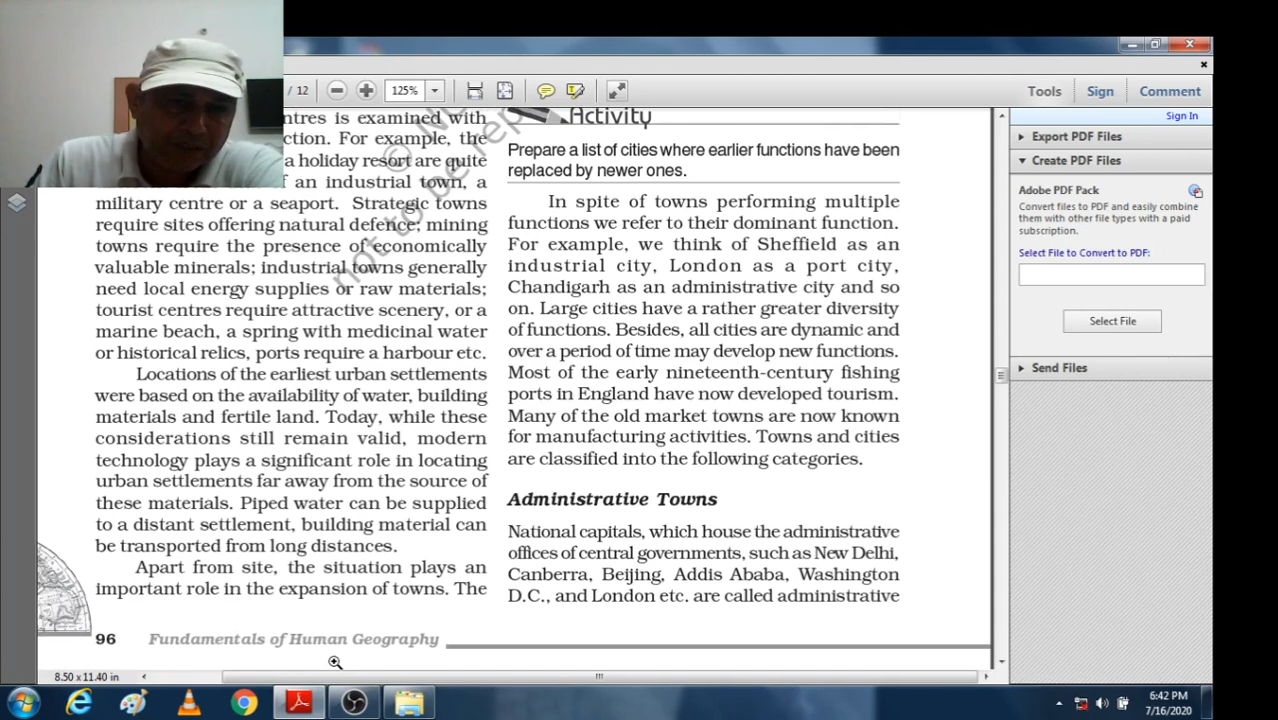 / 12
125%
Tools
Sign
Comment
Sign In
Export PDF Files
Create PDF Files
Adobe PDF Pack
Convert files to PDF and easily combine
them with other file types with a paid
subscription.
Select File to Convert to PDF:
Select File
Send Files
ntres is examined with
ction. For example, the
a holiday resort are quite
f an industrial town, a
military centre or a seaport. Strategic towns
require sites offering natural defence; mining
towns require the presence of economically
valuable minerals; industrial towns generally
need local energy supplies or raw materials;
tourist centres require attractive scenery, or a
marine beach, a spring with medicinal water
or historical relics, ports require a harbour etc.
Locations of the earliest urban settlements
were based on the availability of water, building
materials and fertile land. Today, while these
considerations still remain valid, modern
technology plays a significant role in locating
urban settlements far away from the source of
these materials. Piped water can be supplied
to a distant settlement, building material can
be transported from long distances.
Apart from site, the situation plays an
important role in the expansion of towns. The
96 Fundamentals of Human Geography
Activity
Prepare a list of cities where earlier functions have been
replaced by newer ones.
In spite of towns performing multiple
functions we refer to their dominant function.
For example, we think of Sheffield as an
industrial city, London as a port city,
Chandigarh as an administrative city and so
on. Large cities have a rather greater diversity
of functions. Besides, all cities are dynamic and
over a period of time may develop new functions.
Most of the early nineteenth-century fishing
ports in England have now developed tourism.
Many of the old market towns are now known
for manufacturing activities. Towns and cities
are classified into the following categories.
Administrative Towns
National capitals, which house the administrative
offices of central governments, such as New Delhi,
Canberra, Beijing, Addis Ababa, Washington
D.C., and London etc. are called administrative
not to be rep
8.50 x 11.40 in
6:42 PM
7/16/2020